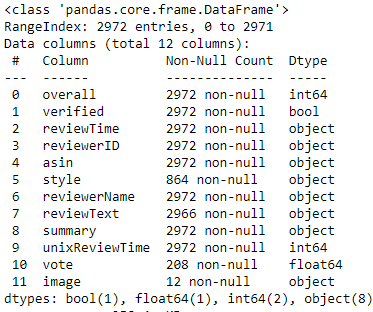 <class 'pandas.core.frame.DataFrame'>
RangeIndex: 2972 entries, 0 to 2971
Data columns (total 12 columns):
 #   Column          Non-Null Count  Dtype
---  ------          --------------  -----
 0   overall         2972 non-null   int64
 1   verified        2972 non-null   bool
 2   reviewTime      2972 non-null   object
 3   reviewerID      2972 non-null   object
 4   asin            2972 non-null   object
 5   style           864 non-null    object
 6   reviewerName    2972 non-null   object
 7   reviewText      2966 non-null   object
 8   summary         2972 non-null   object
 9   unixReviewTime  2972 non-null   int64
 10  vote            208 non-null    float64
 11  image           12 non-null     object
dtypes: bool(1), float64(1), int64(2), object(8)